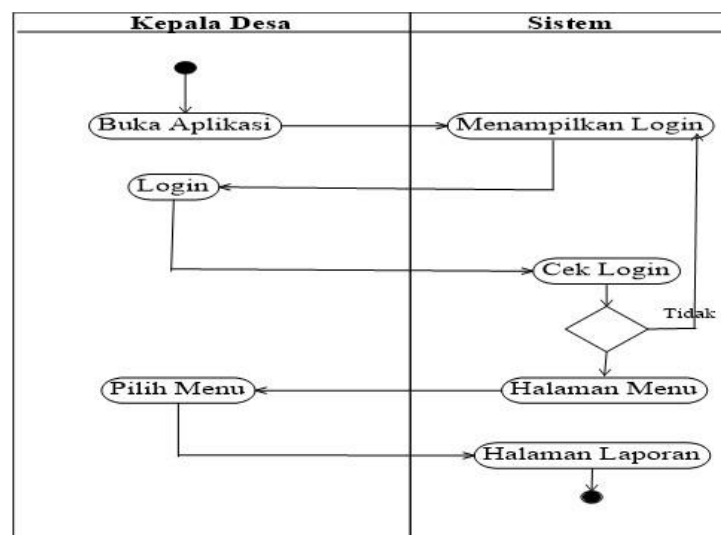 Kepala Desa
Sistem
Buka Aplikasi
Menampilkan Login
Login
Cek Login
Tidak
Pilih Menu
Halaman Menu
Halaman Laporan